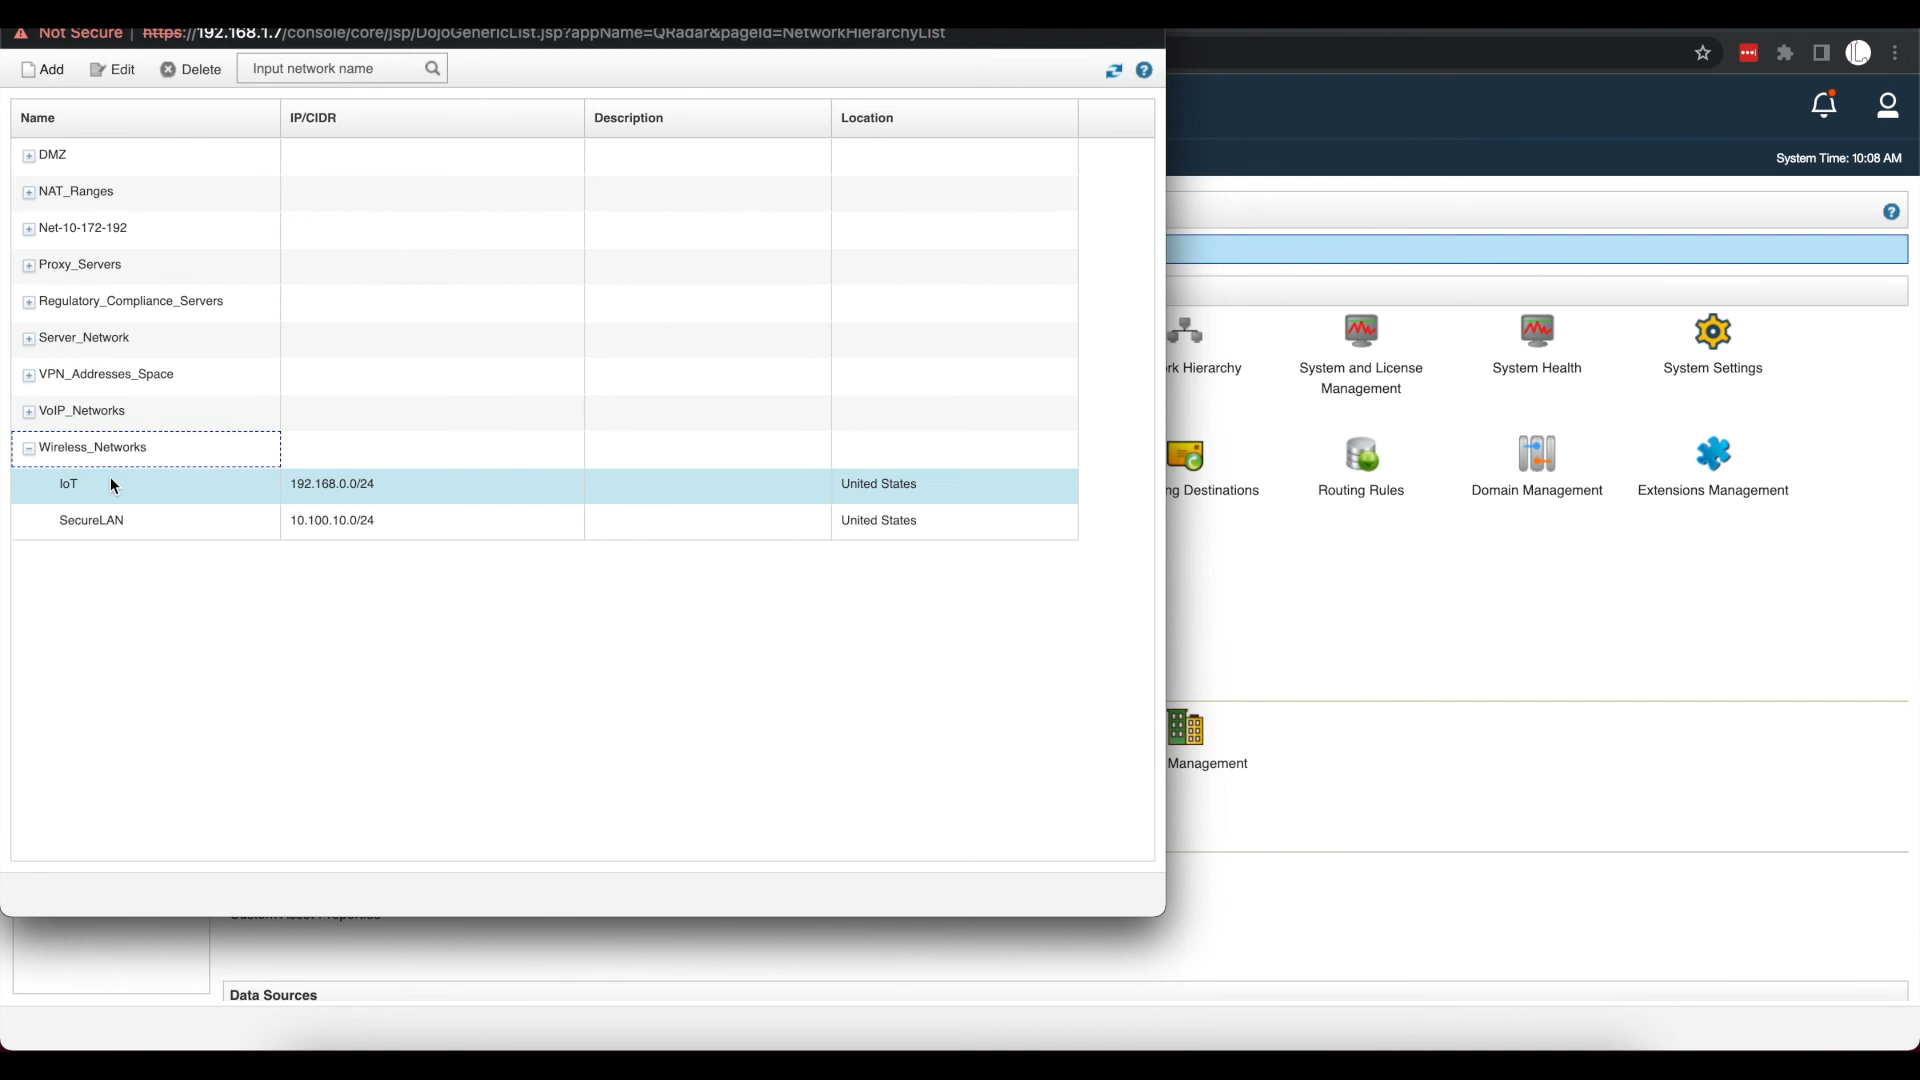 Not Secure | https://192.168.1.7/console/core/jsp/DojoGenericList.jsp?appName=QRadar&pageId=NetworkHierarchyList
Add Edit Delete Input network name
Name IP/CIDR Description Location
DMZ
NAT_Ranges
Net-10-172-192
Proxy_Servers
Regulatory_Compliance_Servers
Server_Network
VPN_Addresses_Space
VoIP_Networks
Wireless_Networks
IoT 192.168.0.0/24 United States
SecureLAN 10.100.10.0/24 United States
System Time: 10:08 AM
rk Hierarchy
System and License
Management
System Health
System Settings
ng Destinations
Routing Rules
Domain Management
Extensions Management
Management
Custom Asset Properties
Data Sources